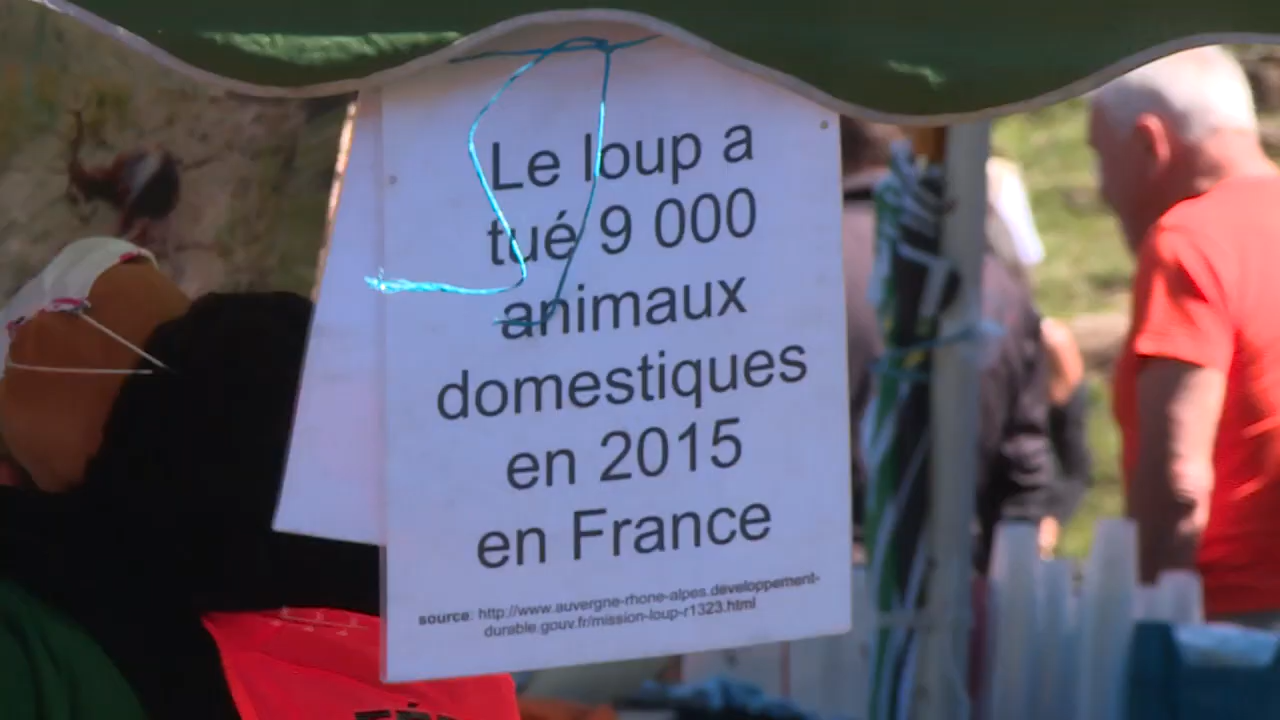 Le loup a
tué 9 000
animaux
domestiques
en 2015
en France
source: http://www.auvergne-rhone-alpes.developpement-
durable.gouv.fr/mission-loup-r1323.html